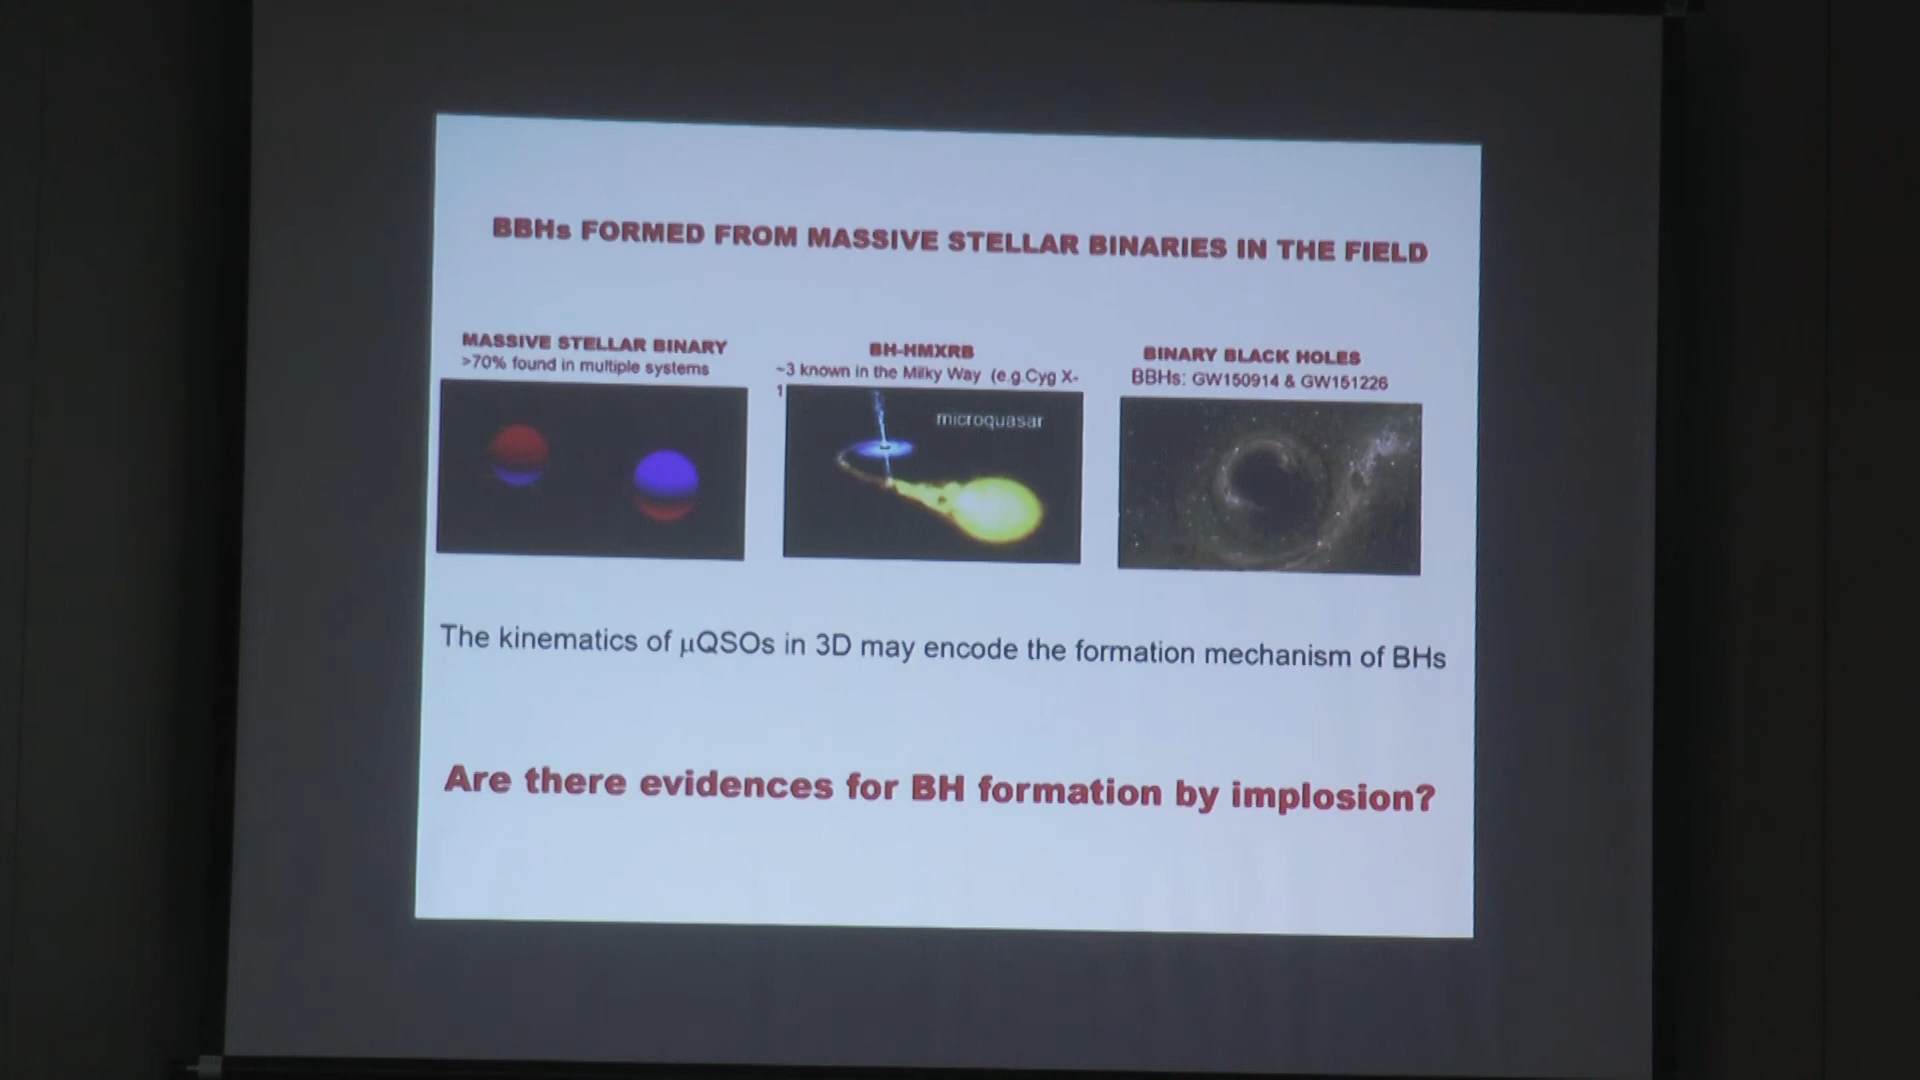 BBHs FORMED FROM MASSIVE STELLAR BINARIES IN THE FIELD
MASSIVE STELLAR BINARY
>70% found in multiple systems
BH-HMXRB
~3 known in the Milky Way (e.g.Cyg X-
1
microquasar
BINARY BLACK HOLES
BBHs: GW150914 & GW151226
The kinematics of μQSOs in 3D may encode the formation mechanism of BHs
Are there evidences for BH formation by implosion?